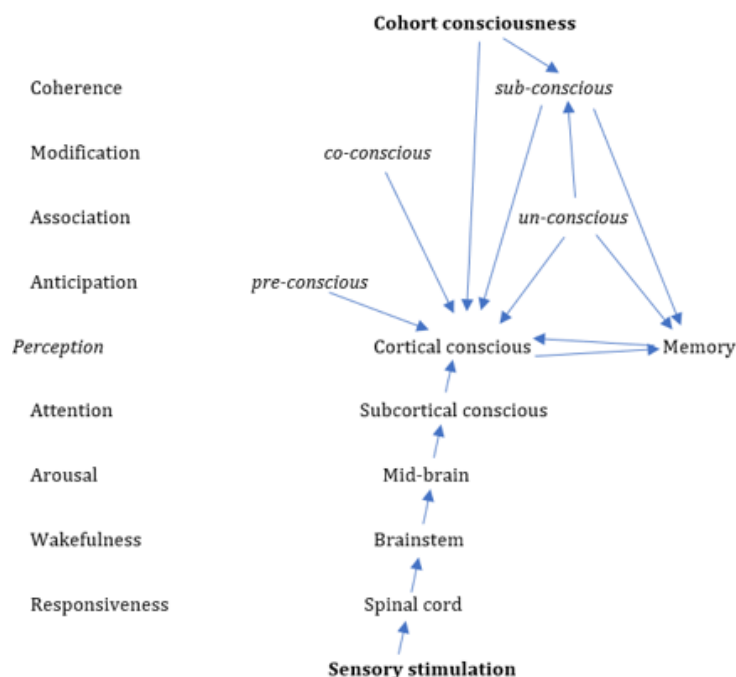 Cohort consciousness
Coherence sub-conscious
Modification co-conscious
Association un-conscious
Anticipation pre-conscious
Perception Cortical conscious Memory
Attention Subcortical conscious
Arousal Mid-brain
Wakefulness Brainstem
Responsiveness Spinal cord
Sensory stimulation